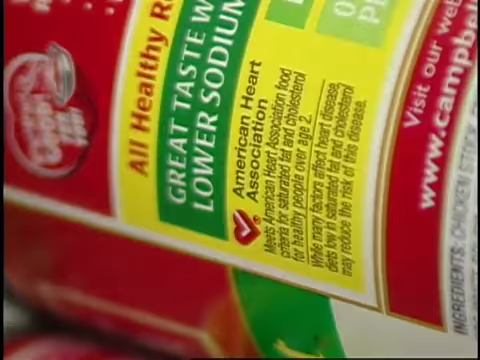 All Healthy R
GREAT TASTE W
LOWER SODIUM
American Heart
Association
Meets American Heart Association food
criteria for saturated fat and cholesterol
for healthy people over age 2.
While many factors affect heart disease,
diets low in saturated fat and cholesterol
may reduce the risk of this disease.
Visit our web
www.campbel
INGREDIENTS: CHICKEN STOCK